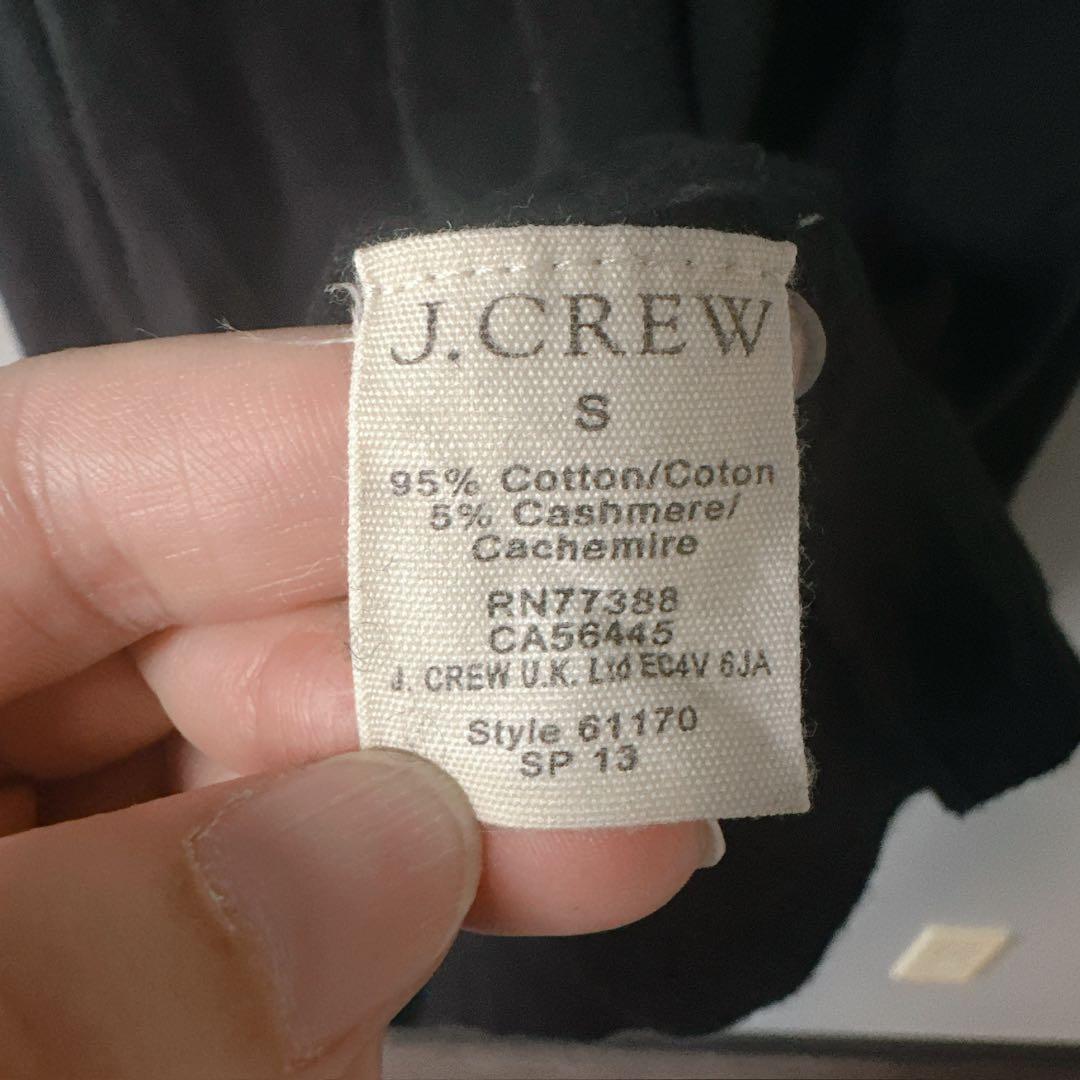 J.CREW
S
95% Cotton/Coton
5% Cashmere/
Cachemire
RN77388
CA56445
J. CREW U.K. Ltd EC4V 6JA
Style 61170
SP 13